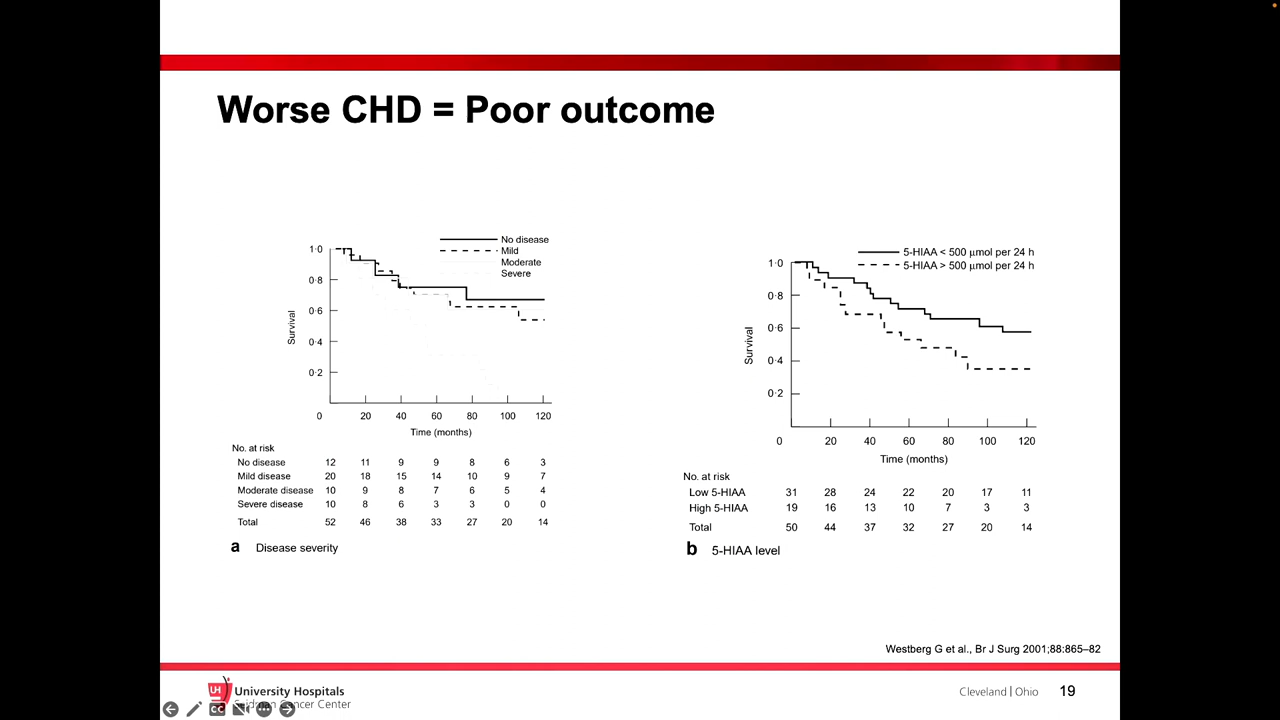 Worse CHD = Poor outcome
No disease
Mild
Moderate
Severe
1·0
0·8
0·6
0·4
0·2
Survival
0 20 40 60 80 100 120
Time (months)
No. at risk
No disease 12 11 9 9 8 6 3
Mild disease 20 18 15 14 10 9 7
Moderate disease 10 9 8 7 6 5 4
Severe disease 10 8 6 3 3 0 0
Total 52 46 38 33 27 20 14
a Disease severity
5-HIAA < 500 μmol per 24 h
5-HIAA > 500 μmol per 24 h
1·0
0·8
0·6
0·4
0·2
Survival
0 20 40 60 80 100 120
Time (months)
No. at risk
Low 5-HIAA 31 28 24 22 20 17 11
High 5-HIAA 19 16 13 10 7 3 3
Total 50 44 37 32 27 20 14
b 5-HIAA level
Westberg G et al., Br J Surg 2001;88:865–82
UH University Hospitals
Cancer Center
CC
Cleveland | Ohio 19